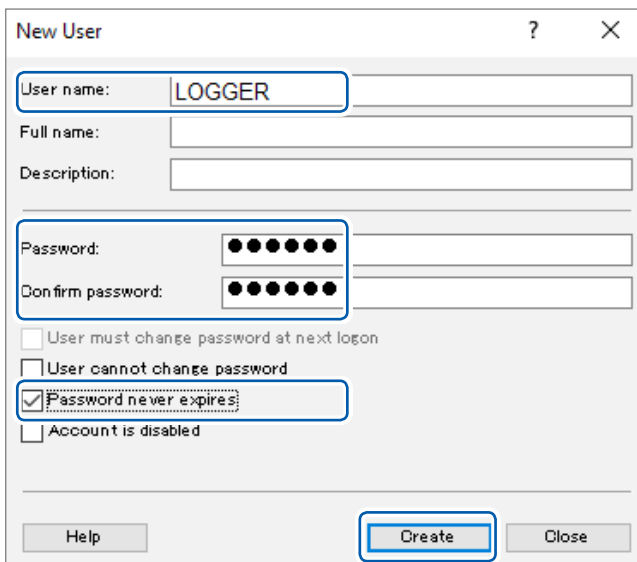 New User ?
User name: LOGGER
Full name:
Description:
Password: ●●●●●●
Confirm password: ●●●●●●
User must change password at next logon
User cannot change password
Password never expires
Account is disabled
Help Create Close